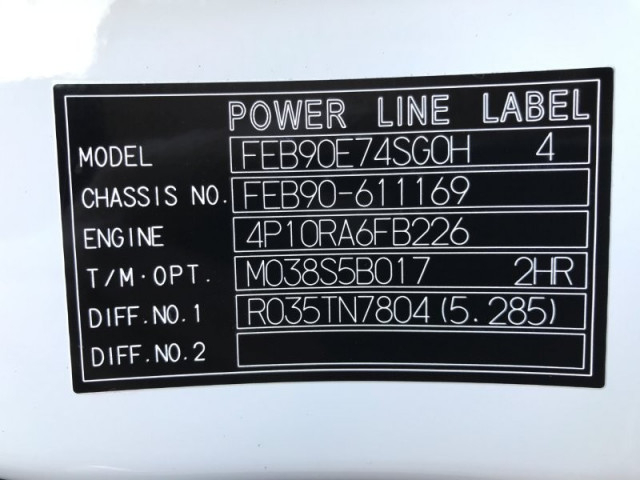 POWER LINE LABEL
MODEL FEB90E74SG0H 4
CHASSIS NO. FEB90-611169
ENGINE 4P10RA6FB226
T/M·OPT. M038S5B017 2HR
DIFF.NO.1 R035TN7804(5.285)
DIFF.NO.2